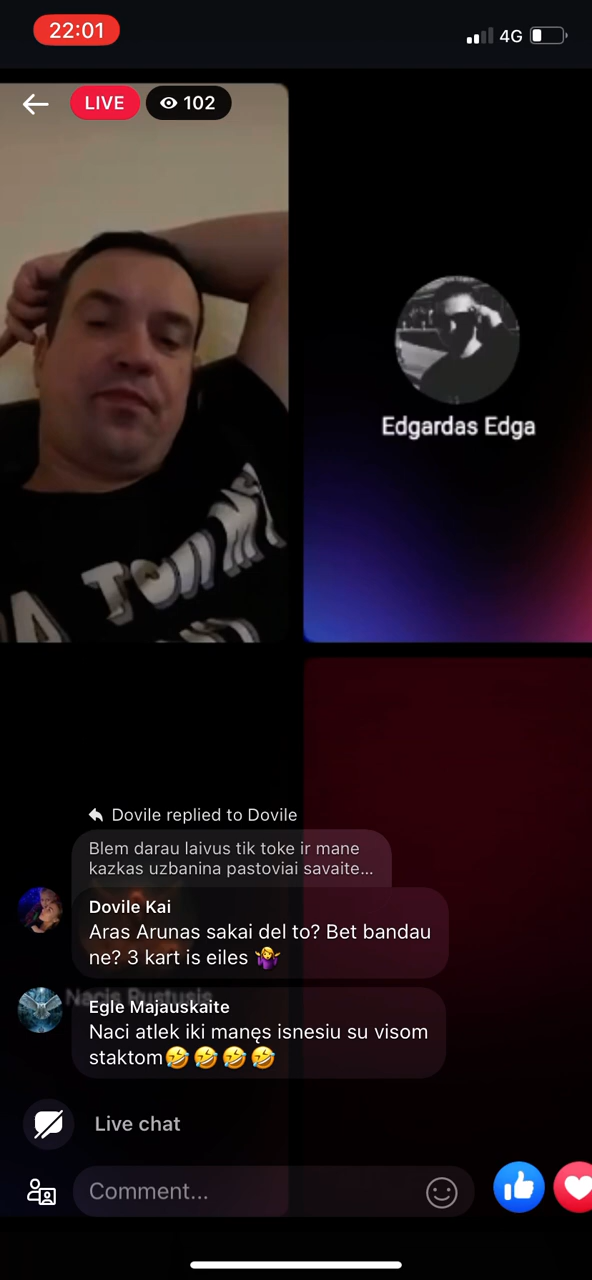 22:01
4G
LIVE
102
Edgardas Edga
Dovile replied to Dovile
Blem darau laivus tik toke ir mane
kazkas uzbanina pastoviai savaite...
Dovile Kai
Aras Arunas sakai del to? Bet bandau
ne? 3 kart is eiles 🤷‍♀️
Egle Majauskaite
Naci atlek iki manęs isnesiu su visom
staktom🤣🤣🤣🤣
Live chat
Comment...